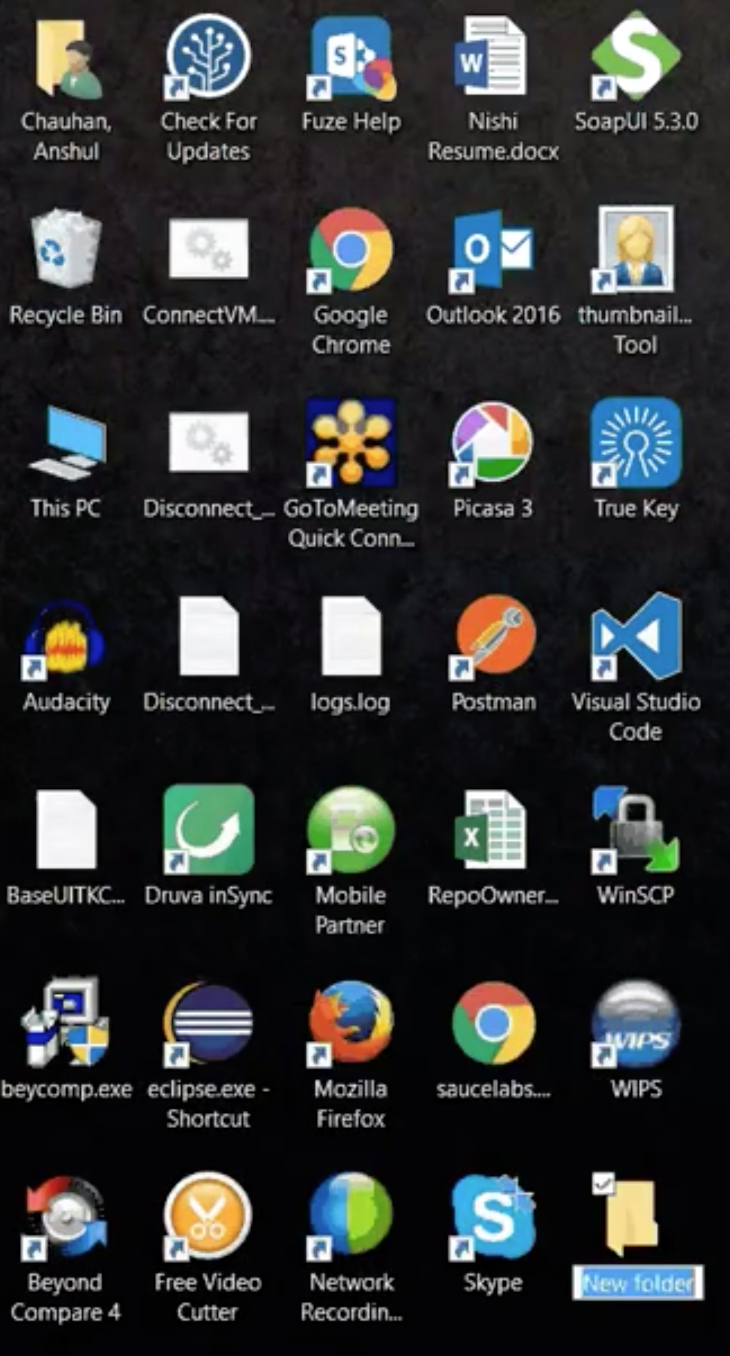 Chauhan, Anshul
Check For Updates
Fuze Help
Nishi Resume.docx
SoapUI 5.3.0
Recycle Bin
ConnectVM....
Google Chrome
Outlook 2016
thumbnail... Tool
This PC
Disconnect_...
GoToMeeting Quick Conn...
Picasa 3
True Key
Audacity
Disconnect_...
logs.log
Postman
Visual Studio Code
BaseUITKC...
Druva inSync
Mobile Partner
RepoOwner...
WinSCP
beycomp.exe
eclipse.exe - Shortcut
Mozilla Firefox
saucelabs....
WIPS
WIPS
Beyond Compare 4
Free Video Cutter
Network Recordin...
Skype
New folder